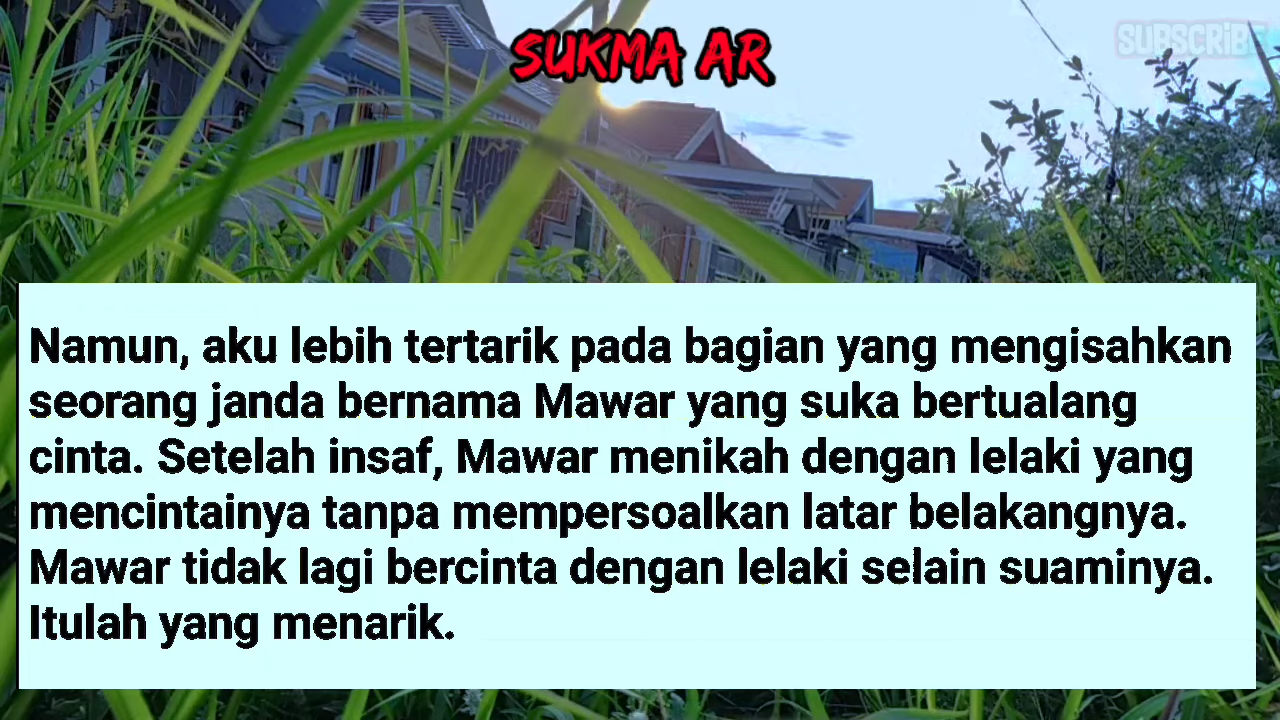 SUKMA AR
SUBSCRIBE
Namun, aku lebih tertarik pada bagian yang mengisahkan
seorang janda bernama Mawar yang suka bertualang
cinta. Setelah insaf, Mawar menikah dengan lelaki yang
mencintainya tanpa mempersoalkan latar belakangnya.
Mawar tidak lagi bercinta dengan lelaki selain suaminya.
Itulah yang menarik.